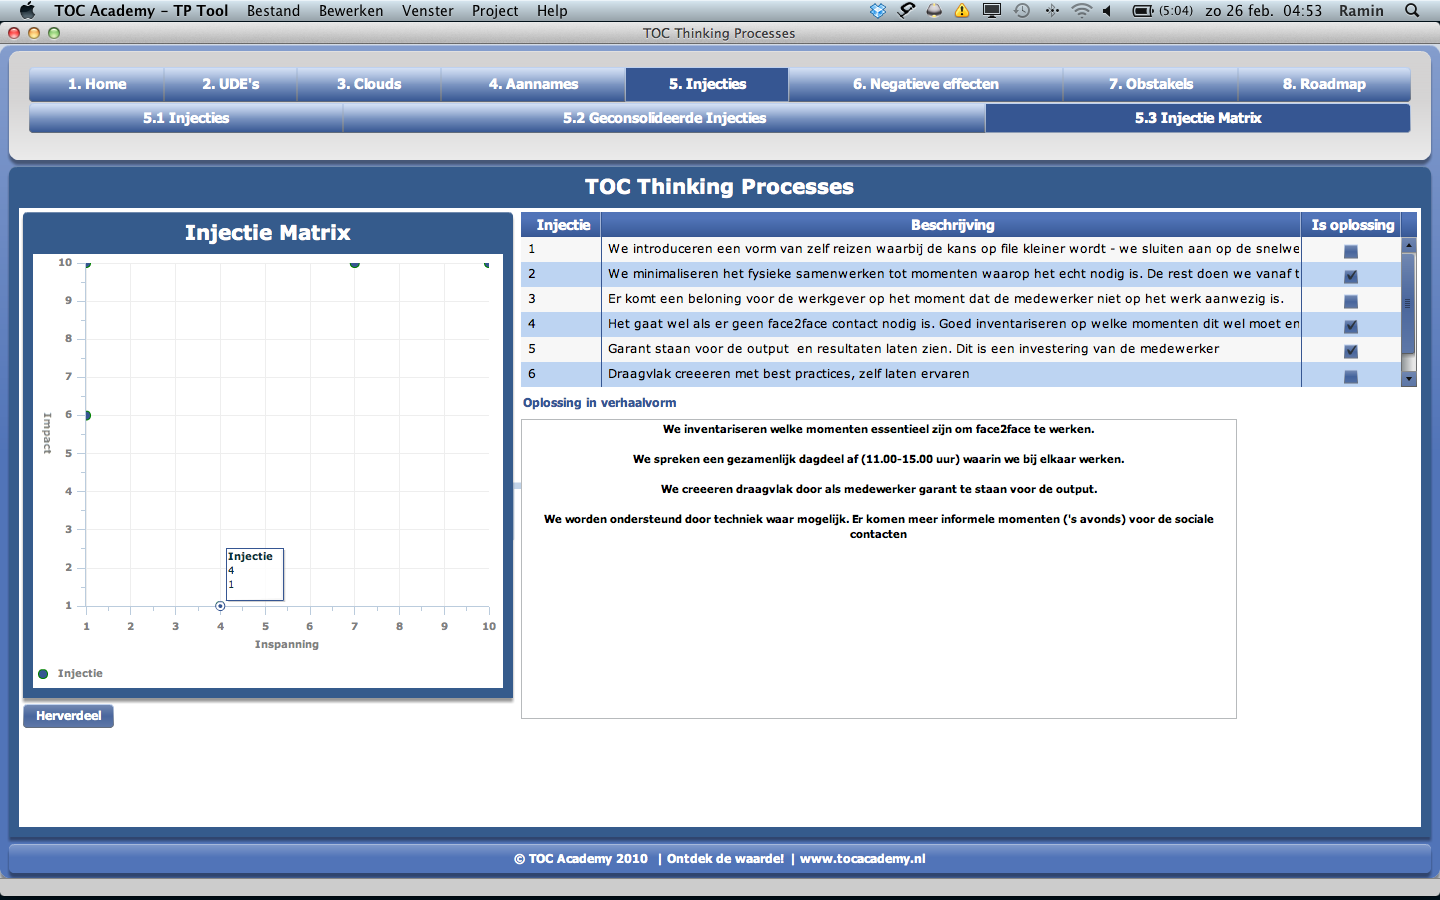 TOC Academy - TP Tool Bestand Bewerken Venster Project Help (5:04) zo 26 feb. 04:53 Ramin
TOC Thinking Processes
1. Home 2. UDE's 3. Clouds 4. Aannames 5. Injecties 6. Negatieve effecten 7. Obstakels 8. Roadmap
5.1 Injecties 5.2 Geconsolideerde Injecties 5.3 Injectie Matrix
TOC Thinking Processes
Injectie Matrix
10
9
8
7
6
5
4
3
2
1
Impact
Injectie
4
1
1 2 3 4 5 6 7 8 9 10
Inspanning
Injectie
Herverdeel
Injectie Beschrijving Is oplossing
1 We introduceren een vorm van zelf reizen waarbij de kans op file kleiner wordt - we sluiten aan op de snelwe
2 We minimaliseren het fysieke samenwerken tot momenten waarop het echt nodig is. De rest doen we vanaf t
3 Er komt een beloning voor de werkgever op het moment dat de medewerker niet op het werk aanwezig is.
4 Het gaat wel als er geen face2face contact nodig is. Goed inventariseren op welke momenten dit wel moet en
5 Garant staan voor de output en resultaten laten zien. Dit is een investering van de medewerker
6 Draagvlak creeeren met best practices, zelf laten ervaren
Oplossing in verhaalvorm
We inventariseren welke momenten essentieel zijn om face2face te werken.
We spreken een gezamenlijk dagdeel af (11.00-15.00 uur) waarin we bij elkaar werken.
We creeeren draagvlak door als medewerker garant te staan voor de output.
We worden ondersteund door techniek waar mogelijk. Er komen meer informele momenten ('s avonds) voor de sociale
contacten
© TOC Academy 2010 | Ontdek de waarde! | www.tocacademy.nl